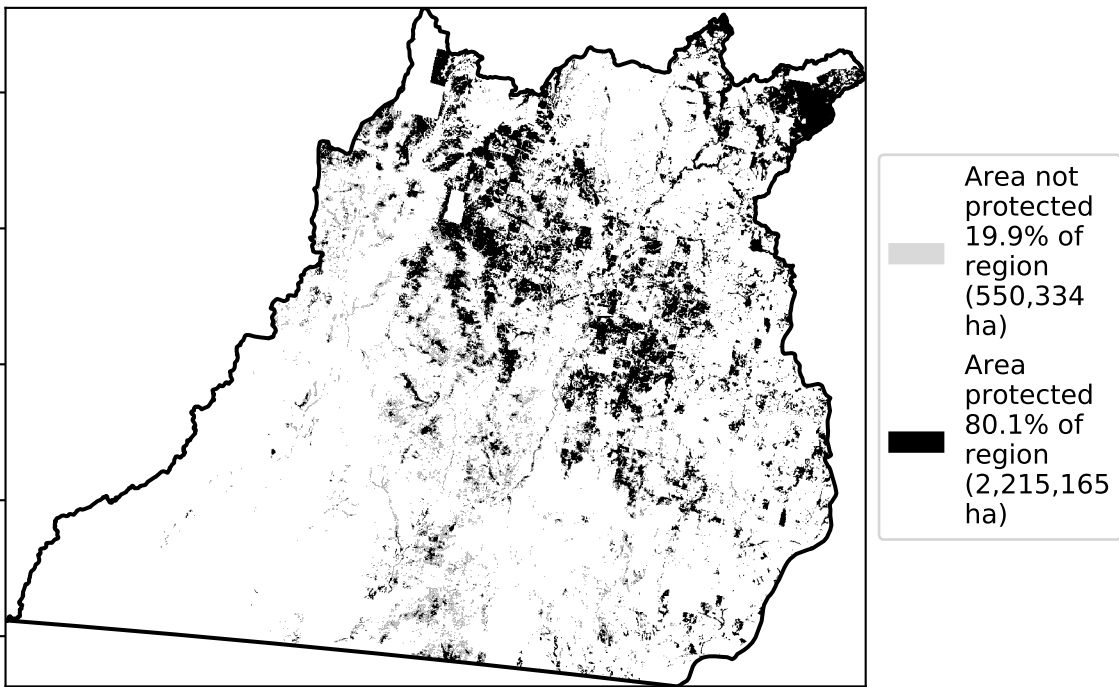 Area not
protected
19.9% of
region
(550,334
ha)
Area
protected
80.1% of
region
(2,215,165
ha)